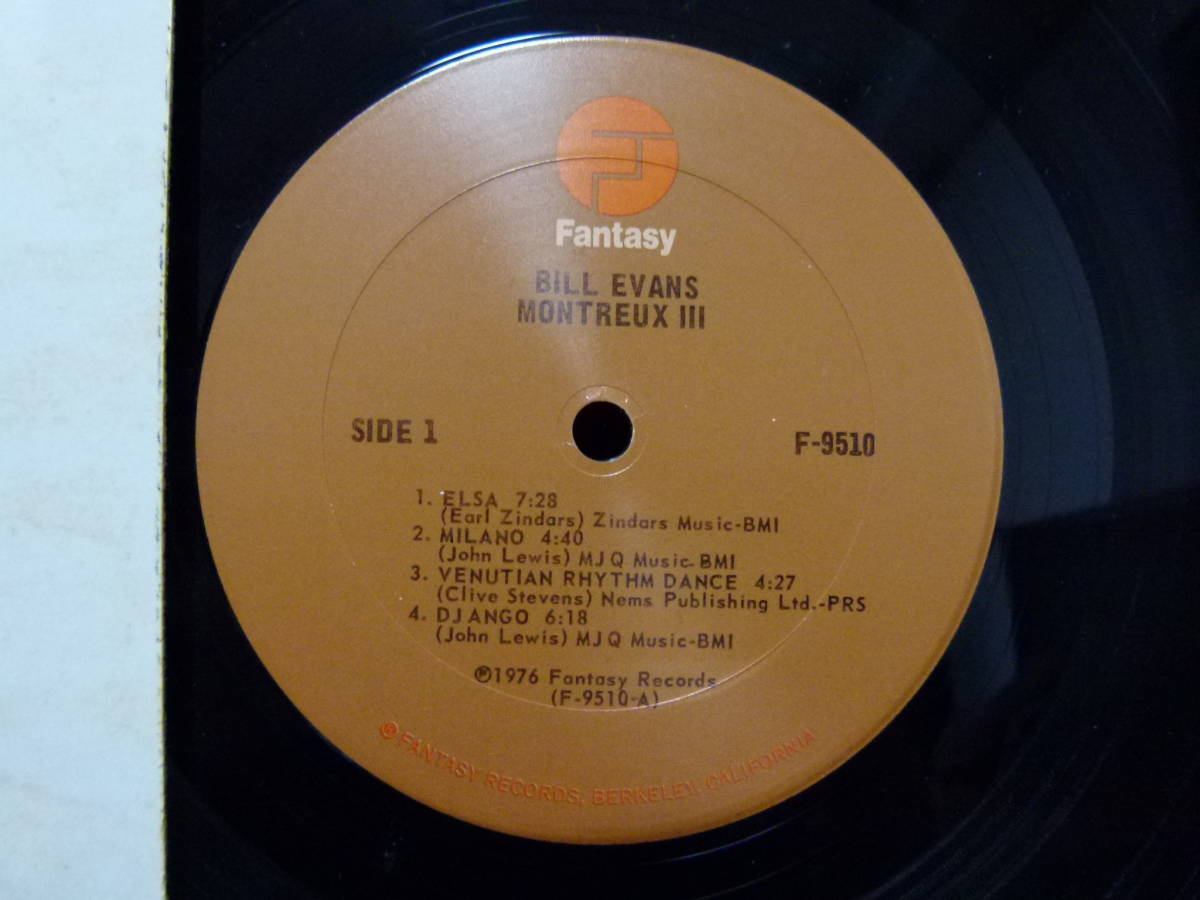 Fantasy
BILL EVANS
MONTREUX III
SIDE 1
F-9510
1. ELSA 7:28
(Earl Zindars) Zindars Music-BMI
2. MILANO 4:40
(John Lewis) MJQ Music-BMI
3. VENUTIAN RHYTHM DANCE 4:27
(Clive Stevens) Nems Publishing Ltd.-PRS
4. DJANGO 6:18
(John Lewis) MJQ Music-BMI
℗1976 Fantasy Records
(F-9510-A)
® FANTASY RECORDS, BERKELEY, CALIFORNIA